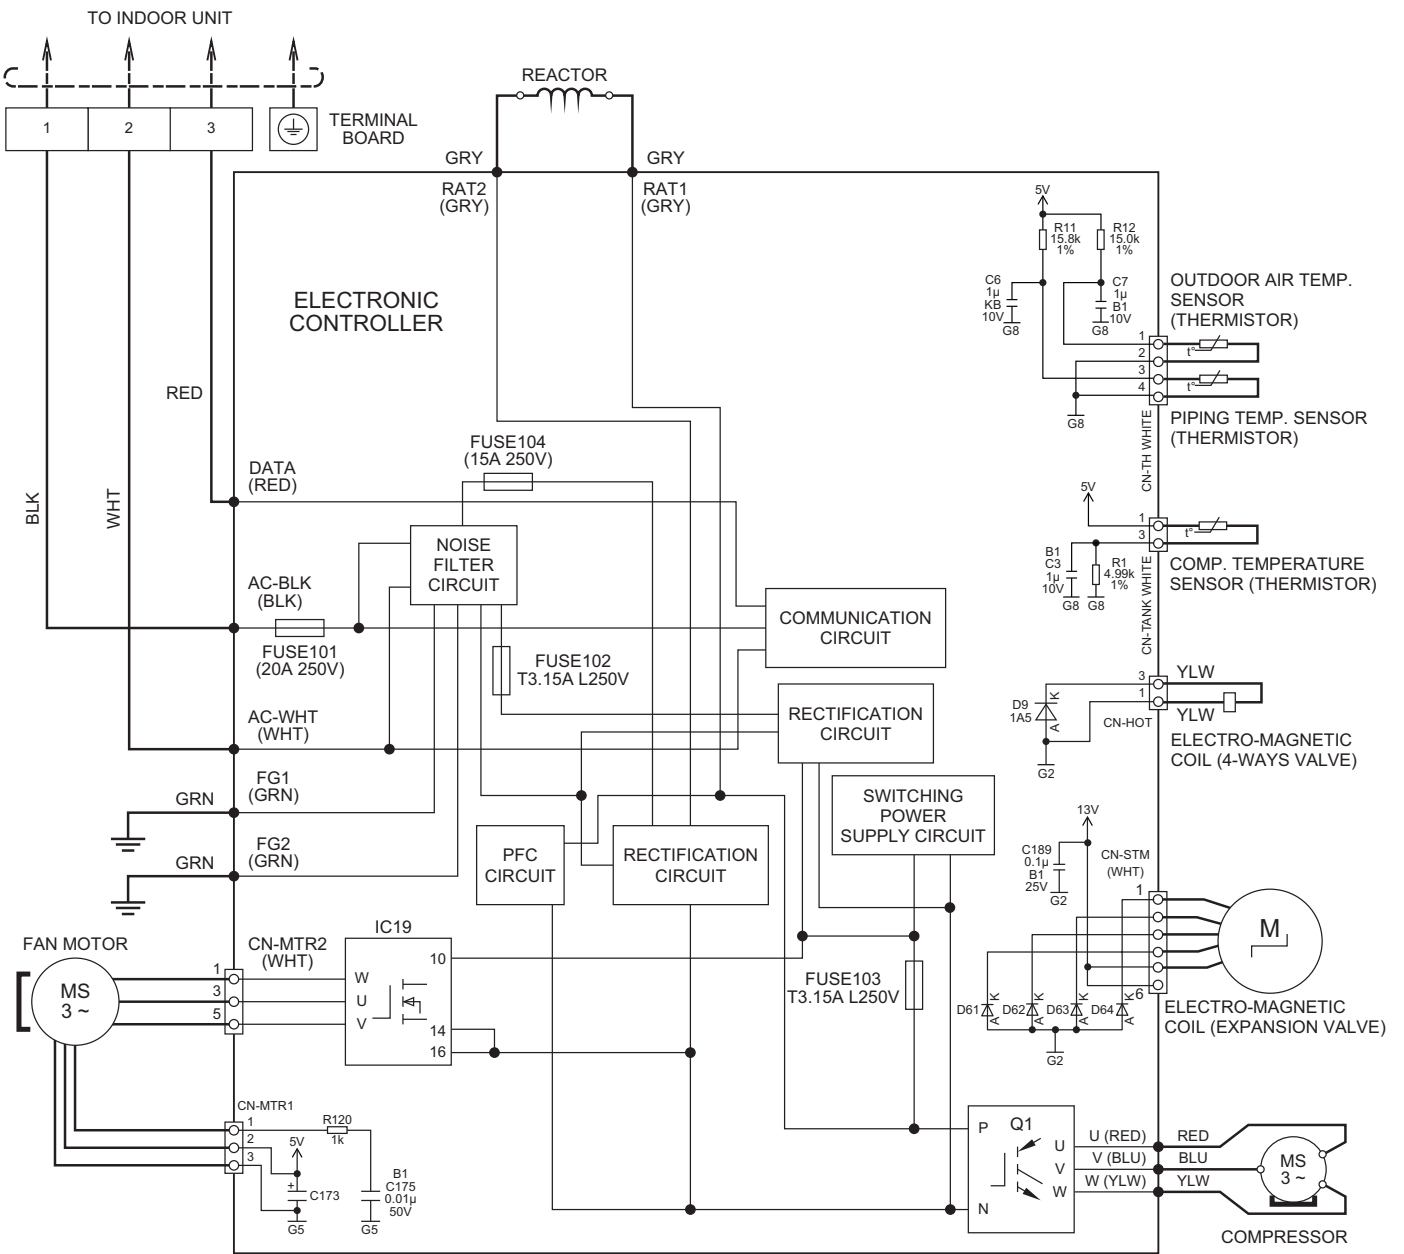 TO INDOOR UNIT
1
2
3
TERMINAL
BOARD
REACTOR
GRY
GRY
RAT2
(GRY)
RAT1
(GRY)
ELECTRONIC
CONTROLLER
5V
R11
15.8k
1%
R12
15.0k
1%
C6
1µ
KB
10V
G8
C7
1µ
B1
10V
G8
1
2
3
4
t°
t°
G8
CN-TH WHITE
OUTDOOR AIR TEMP.
SENSOR
(THERMISTOR)
PIPING TEMP. SENSOR
(THERMISTOR)
RED
BLK
WHT
DATA
(RED)
FUSE104
(15A 250V)
NOISE
FILTER
CIRCUIT
AC-BLK
(BLK)
FUSE101
(20A 250V)
FUSE102
T3.15A L250V
COMMUNICATION
CIRCUIT
5V
1
3
t°
B1
C3
1µ
10V
G8
R1
4.99k
1%
G8
CN-TANK WHITE
COMP. TEMPERATURE
SENSOR (THERMISTOR)
AC-WHT
(WHT)
RECTIFICATION
CIRCUIT
3
1
YLW
YLW
D9
1A5
K
A
CN-HOT
G2
ELECTRO-MAGNETIC
COIL (4-WAYS VALVE)
GRN
FG1
(GRN)
GRN
FG2
(GRN)
PFC
CIRCUIT
RECTIFICATION
CIRCUIT
SWITCHING
POWER
SUPPLY CIRCUIT
13V
C189
0.1µ
B1
25V
G2
CN-STM
(WHT)
1
6
M
D61
A
K
D62
A
K
D63
A
K
D64
A
K
G2
ELECTRO-MAGNETIC
COIL (EXPANSION VALVE)
FAN MOTOR
MS
3 ~
CN-MTR2
(WHT)
1
3
5
IC19
W
U
V
10
14
16
FUSE103
T3.15A L250V
CN-MTR1
1
2
3
R120
1k
5V
+
C173
G5
B1
C175
0.01µ
50V
G5
P
N
Q1
U
V
W
U (RED)
V (BLU)
W (YLW)
RED
BLU
YLW
MS
3 ~
COMPRESSOR